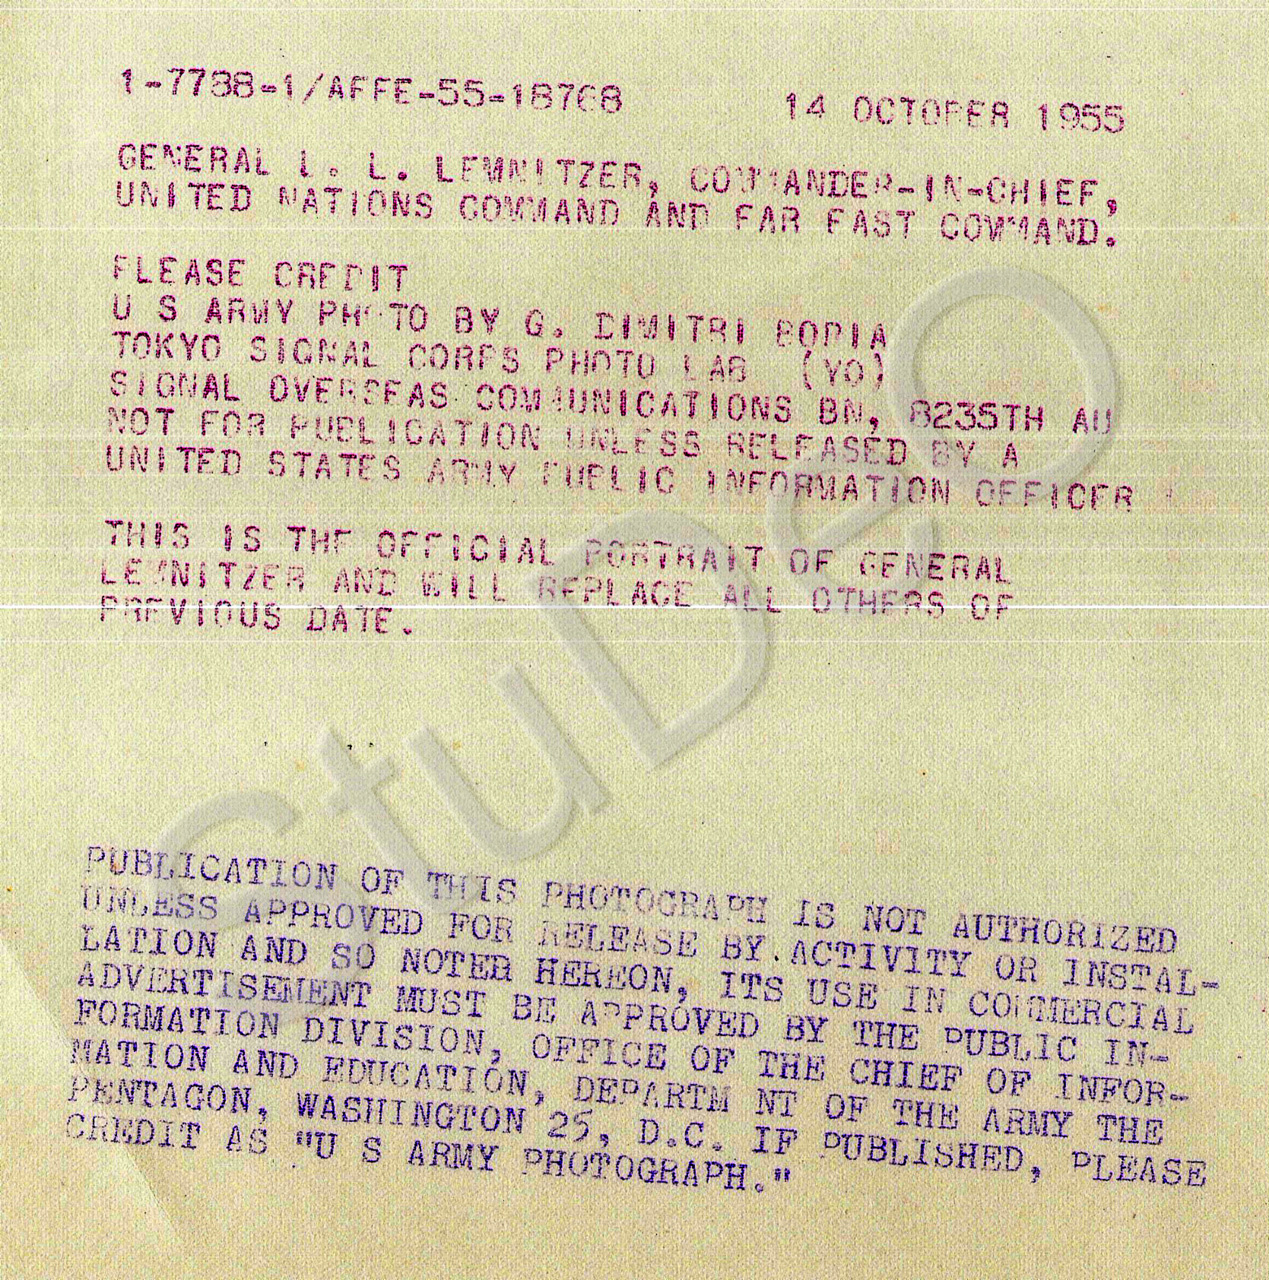 1-7788-1/AFFE-55-18768
14 OCTOBER 1955
GENERAL L. L. LEMNITZER, COMMANDER-IN-CHIEF,
UNITED NATIONS COMMAND AND FAR EAST COMMAND.
PLEASE CREDIT
U S ARMY PHOTO BY G. DIMITRI BORIA
TOKYO SIGNAL CORPS PHOTO LAB (YO)
SIGNAL OVERSEAS COMMUNICATIONS BN, 8235TH AU
NOT FOR PUBLICATION UNLESS RELEASED BY A
UNITED STATES ARMY PUBLIC INFORMATION OFFICER
THIS IS THE OFFICIAL PORTRAIT OF GENERAL
LEMNITZER AND WILL REPLACE ALL OTHERS OF
PREVIOUS DATE.
stuDeO
PUBLICATION OF THIS PHOTOGRAPH IS NOT AUTHORIZED
UNLESS APPROVED FOR RELEASE BY ACTIVITY OR INSTAL-
LATION AND SO NOTED HEREON, ITS USE IN COMMERCIAL
ADVERTISEMENT MUST BE APPROVED BY THE PUBLIC IN-
FORMATION DIVISION, OFFICE OF THE CHIEF OF INFOR-
MATION AND EDUCATION, DEPARTM NT OF THE ARMY THE
PENTAGON, WASHINGTON 25, D.C. IF PUBLISHED, PLEASE
CREDIT AS "U S ARMY PHOTOGRAPH."